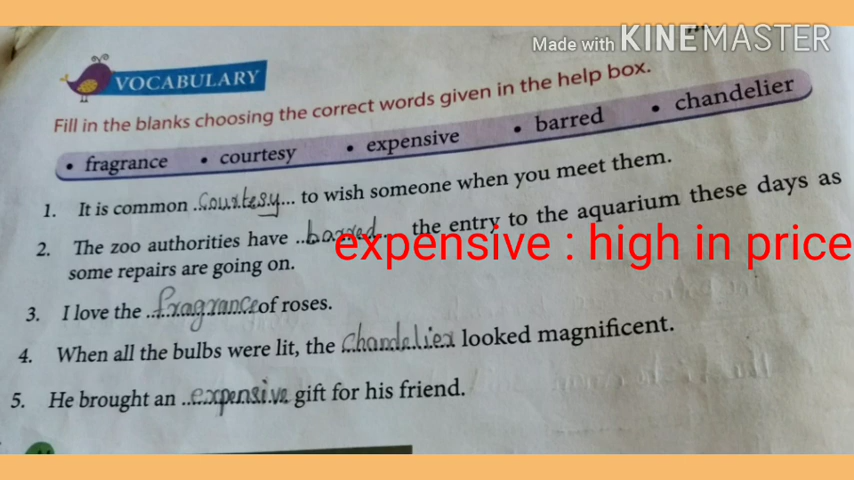 Made with KINEMASTER
VOCABULARY
Fill in the blanks choosing the correct words given in the help box.
• fragrance • courtesy • expensive • barred • chandelier
1. It is common ..Courtesy... to wish someone when you meet them.
2. The zoo authorities have ...barred... the entry to the aquarium these days as
expensive : high in price
some repairs are going on.
3. I love the ...fragrance...of roses.
4. When all the bulbs were lit, the ..Chandelier.. looked magnificent.
5. He brought an ...expensive gift for his friend.